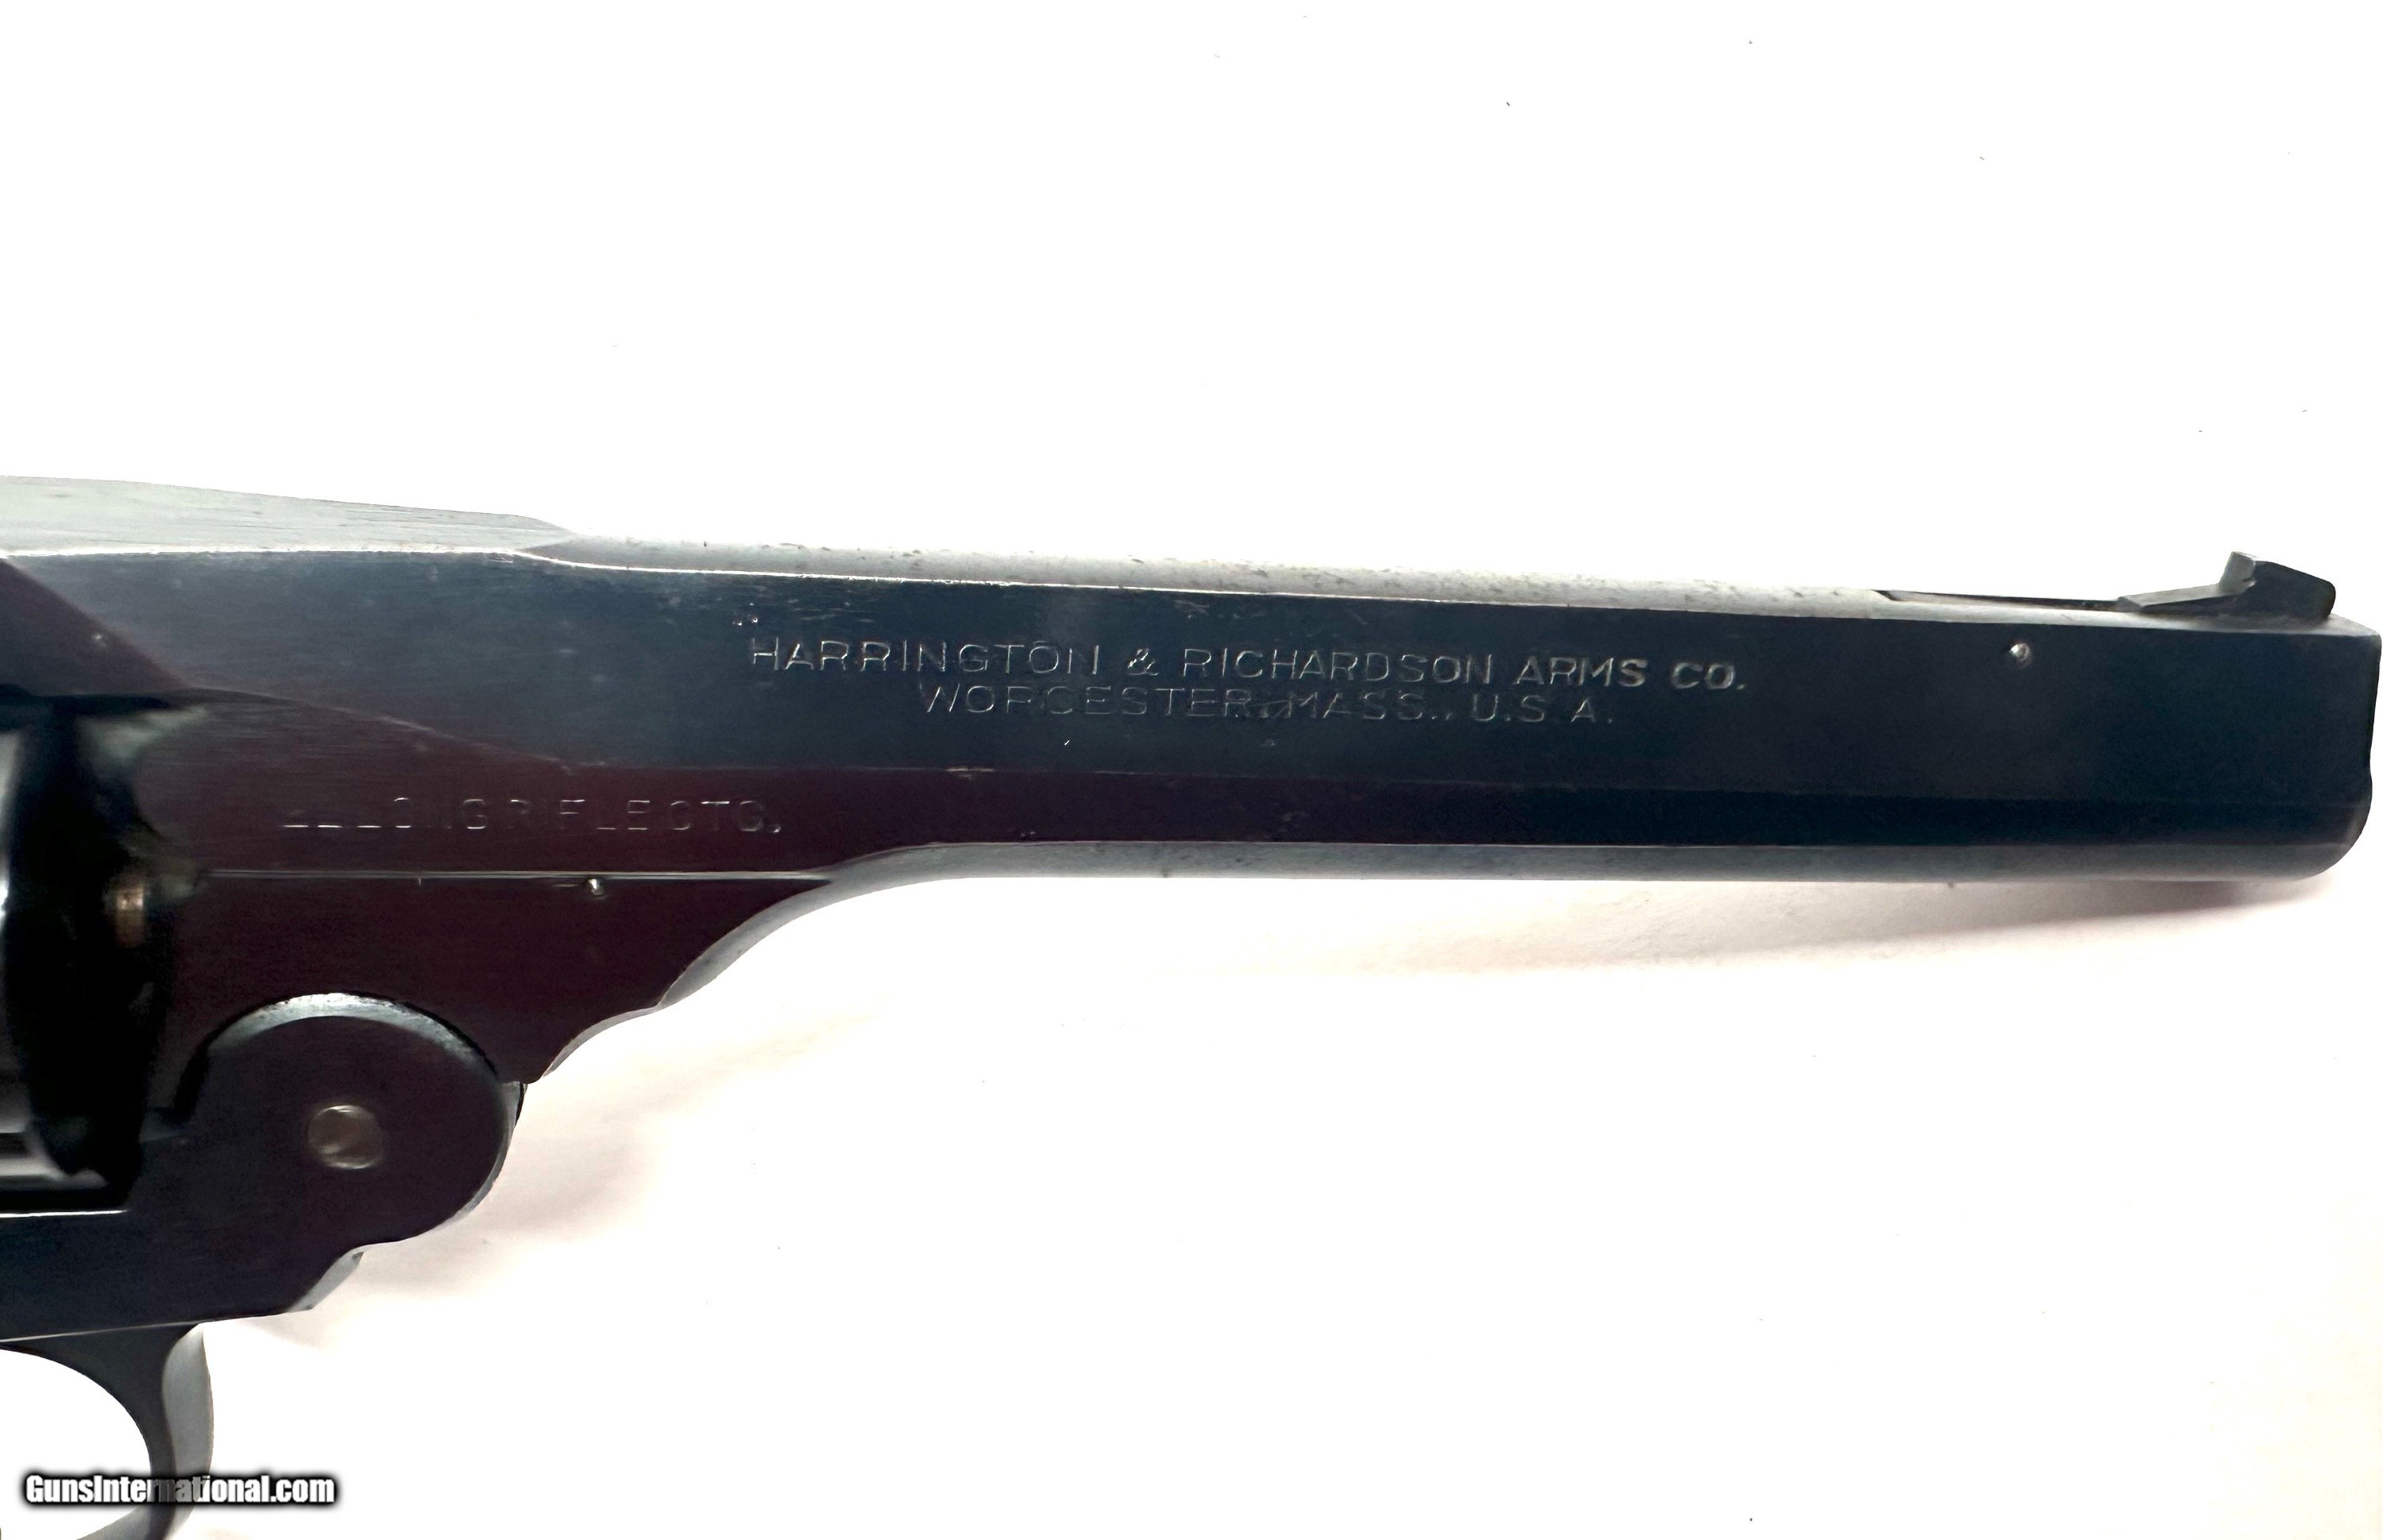 HARRINGTON & RICHARDSON ARMS CO.
WORCESTER, MASS., U.S.A.
22 LONG RIFLE CTG.
GunsInternational.com